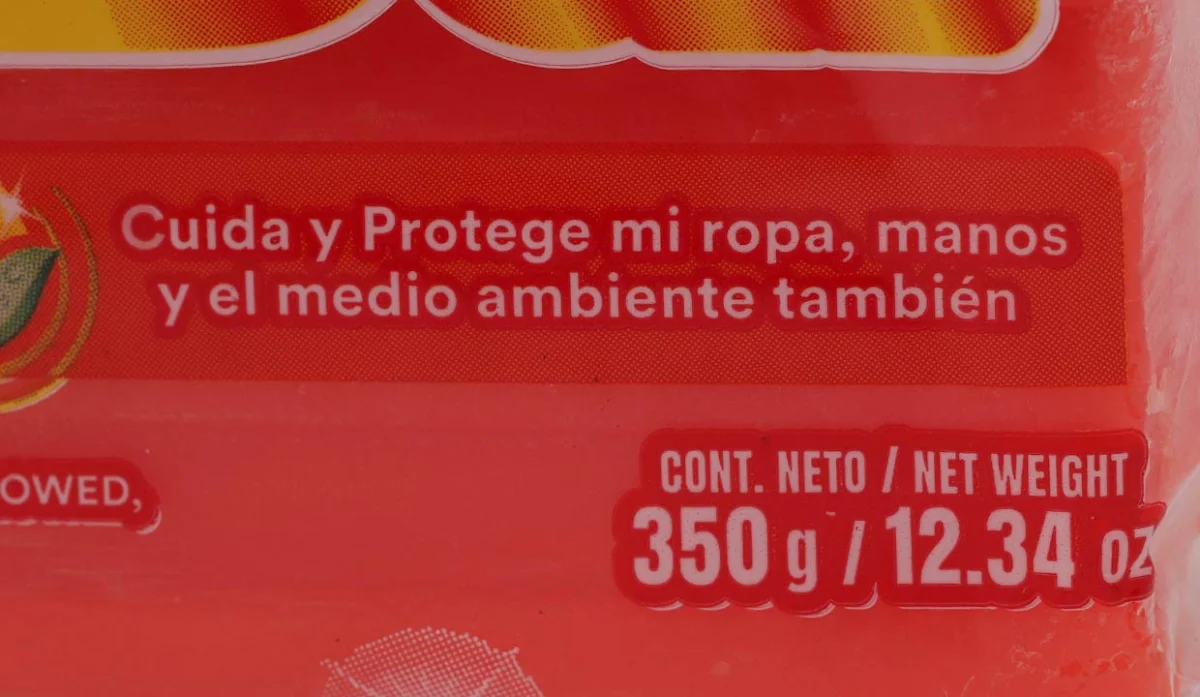 Cuida y Protege mi ropa, manos
y el medio ambiente también
OWED,
CONT. NETO / NET WEIGHT
350 g / 12.34 oz